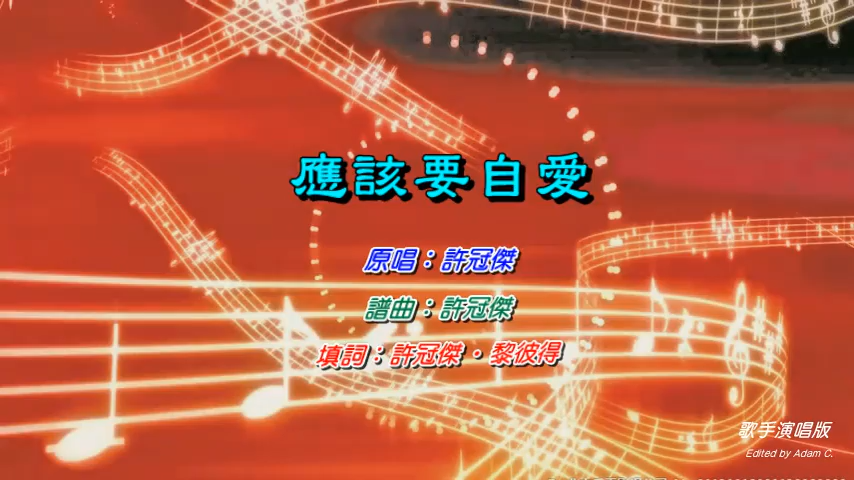 應該要自愛
原唱：許冠傑
譜曲：許冠傑
填詞：許冠傑・黎彼得
歌手演唱版
Edited by Adam C.